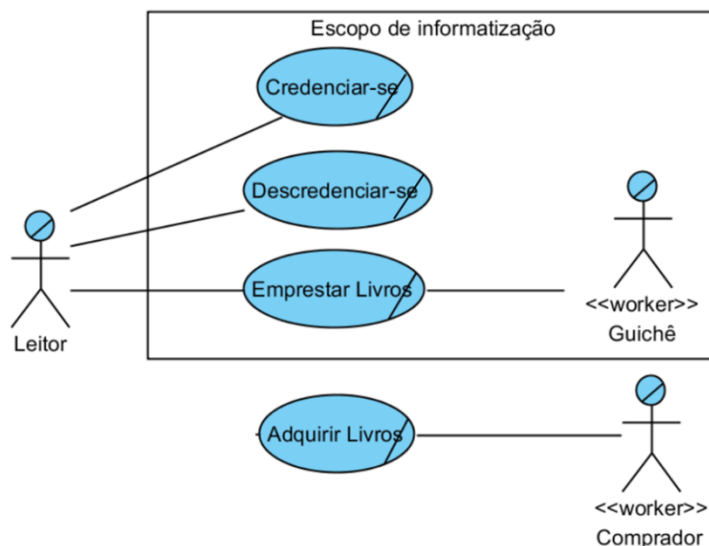 Escopo de informatização
Credenciar-se
Descredenciar-se
Emprestar Livros
Leitor
<<worker>>
Guichê
Adquirir Livros
<<worker>>
Comprador